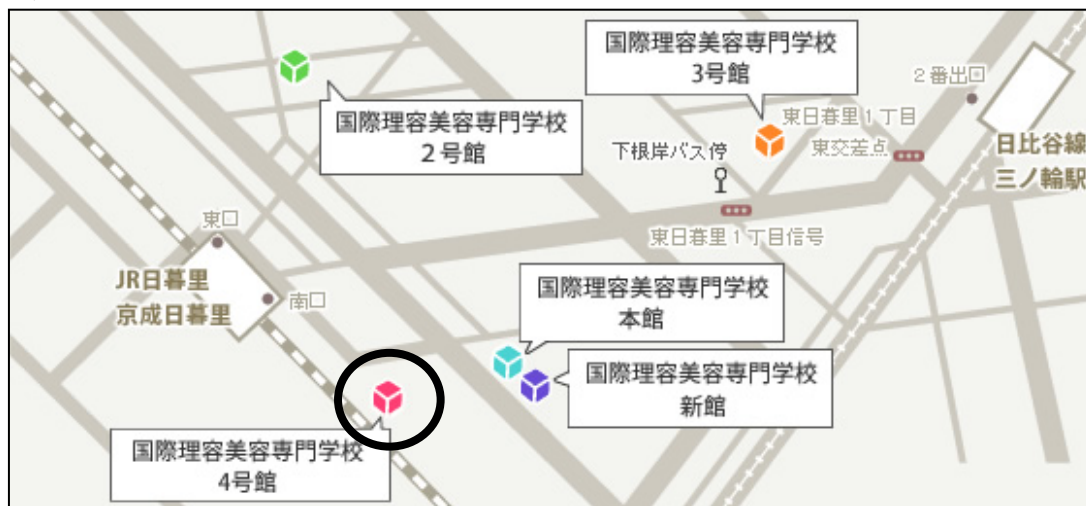 国際理容美容専門学校
3号館
2番出口
国際理容美容専門学校
2号館
東日暮里1丁目
東交差点
下根岸バス停
日比谷線
三ノ輪駅
東口
東日暮里1丁目信号
JR日暮里
京成日暮里
南口
国際理容美容専門学校
本館
国際理容美容専門学校
新館
国際理容美容専門学校
4号館